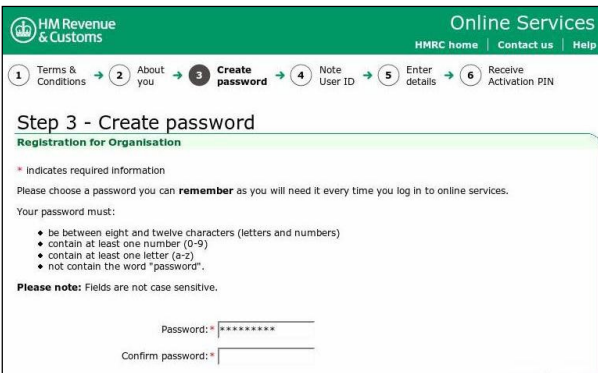 HM Revenue
& Customs
Online Services
HMRC home | Contact us | Help
1 Terms & Conditions → 2 About you → 3 Create password → 4 Note User ID → 5 Enter details → 6 Receive Activation PIN
Step 3 - Create password
Registration for Organisation
* indicates required information
Please choose a password you can remember as you will need it every time you log in to online services.
Your password must:
◆ be between eight and twelve characters (letters and numbers)
◆ contain at least one number (0-9)
◆ contain at least one letter (a-z)
◆ not contain the word "password".
Please note: Fields are not case sensitive.
Password:* *********
Confirm password:*